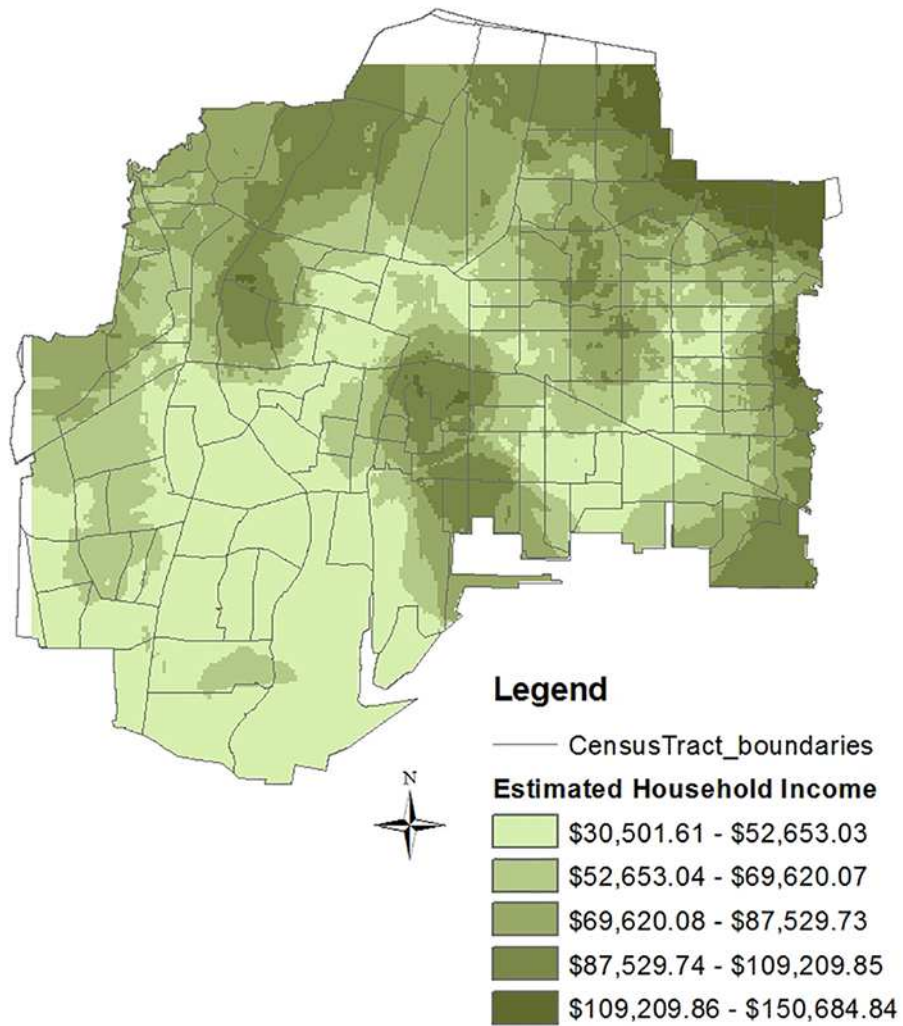 N
Legend
CensusTract_boundaries
Estimated Household Income
$30,501.61 - $52,653.03
$52,653.04 - $69,620.07
$69,620.08 - $87,529.73
$87,529.74 - $109,209.85
$109,209.86 - $150,684.84